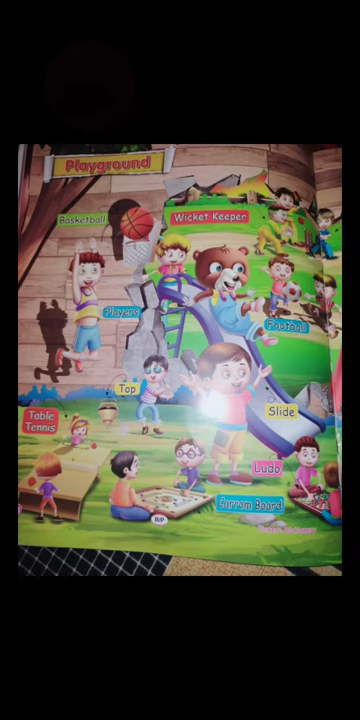 Playground
Basketball
Wicket Keeper
Players
Football
Top
Slide
Table
Tennis
Ludo
Carrom Board